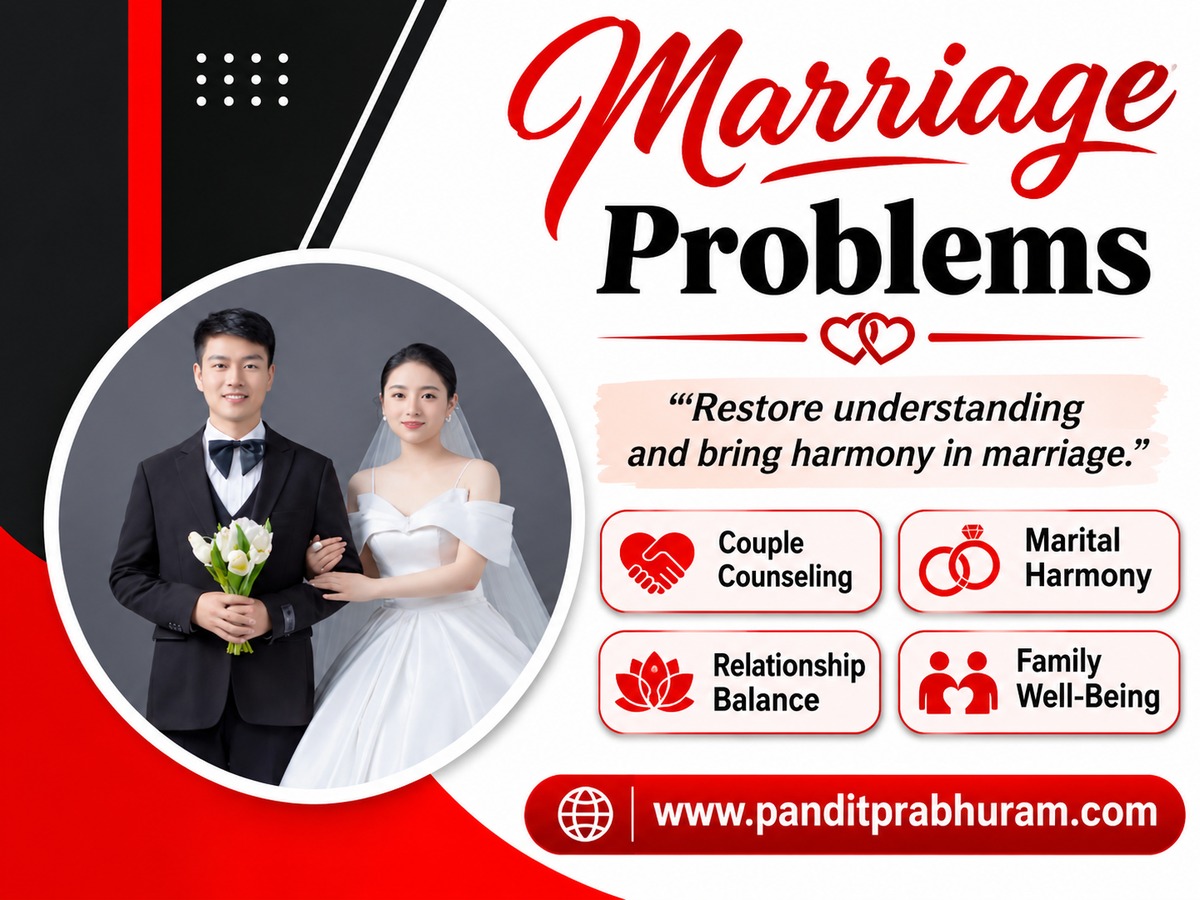 Marriage
Problems
"‘Restore understanding
and bring harmony in marriage.”
Couple
Counseling
Marital
Harmony
Relationship
Balance
Family
Well-Being
www.panditprabhuram.com